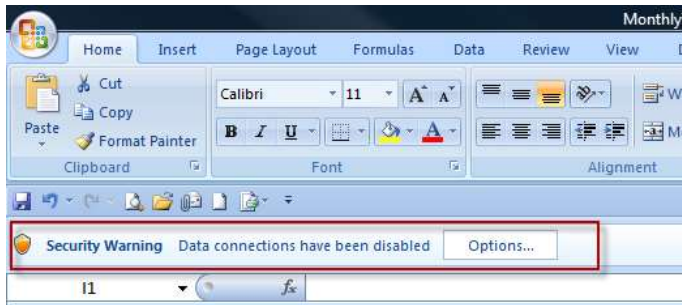 Monthly
Home Insert Page Layout Formulas Data Review View
Cut
Copy
Paste
Format Painter
Calibri 11 A A
B I U A
Clipboard Font Alignment
Security Warning Data connections have been disabled Options...
I1 fx